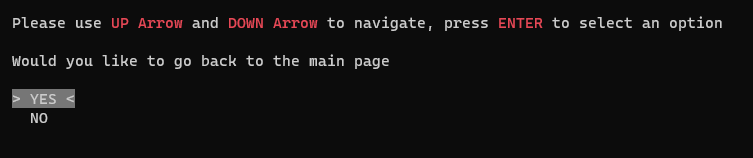 Please use UP Arrow and DOWN Arrow to navigate, press ENTER to select an option
Would you like to go back to the main page
> YES <
NO